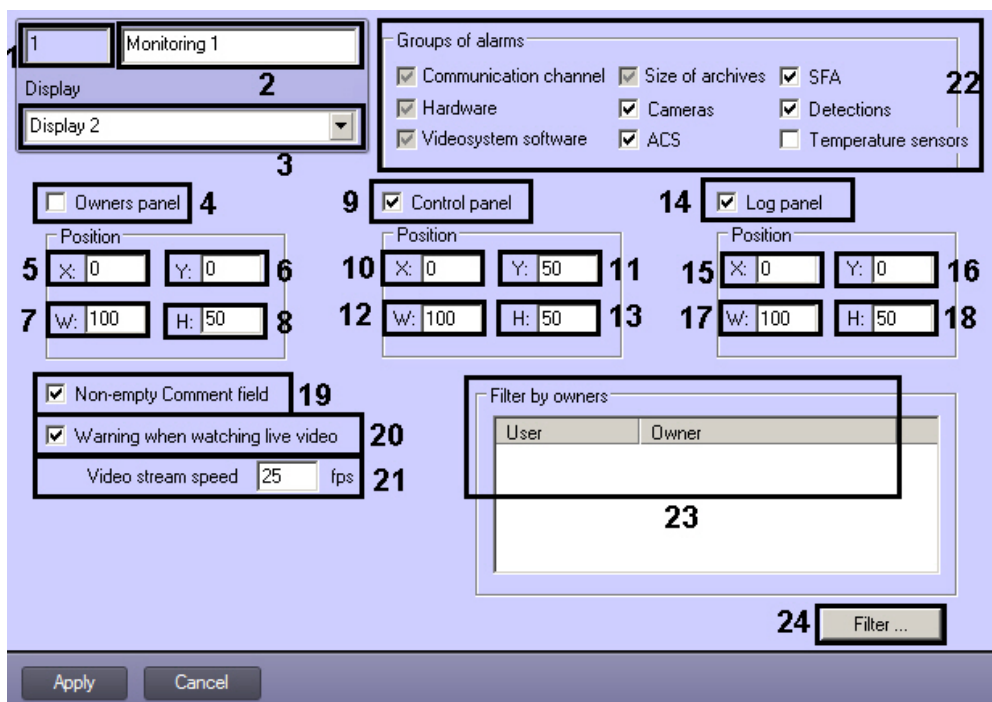 1 1 Monitoring 1
2
Display
Display 2
3
Groups of alarms
Communication channel Size of archives SFA
Hardware Cameras Detections
Videosystem software ACS Temperature sensors
22
Owners panel 4
Position
5 X: 0 Y: 0 6
7 W: 100 H: 50 8
9 Control panel
Position
10 X: 0 Y: 50 11
12 W: 100 H: 50 13
14 Log panel
Position
15 X: 0 Y: 0 16
17 W: 100 H: 50 18
Non-empty Comment field 19
Warning when watching live video 20
Video stream speed 25 fps 21
Filter by owners
User Owner
23
24 Filter ...
Apply Cancel